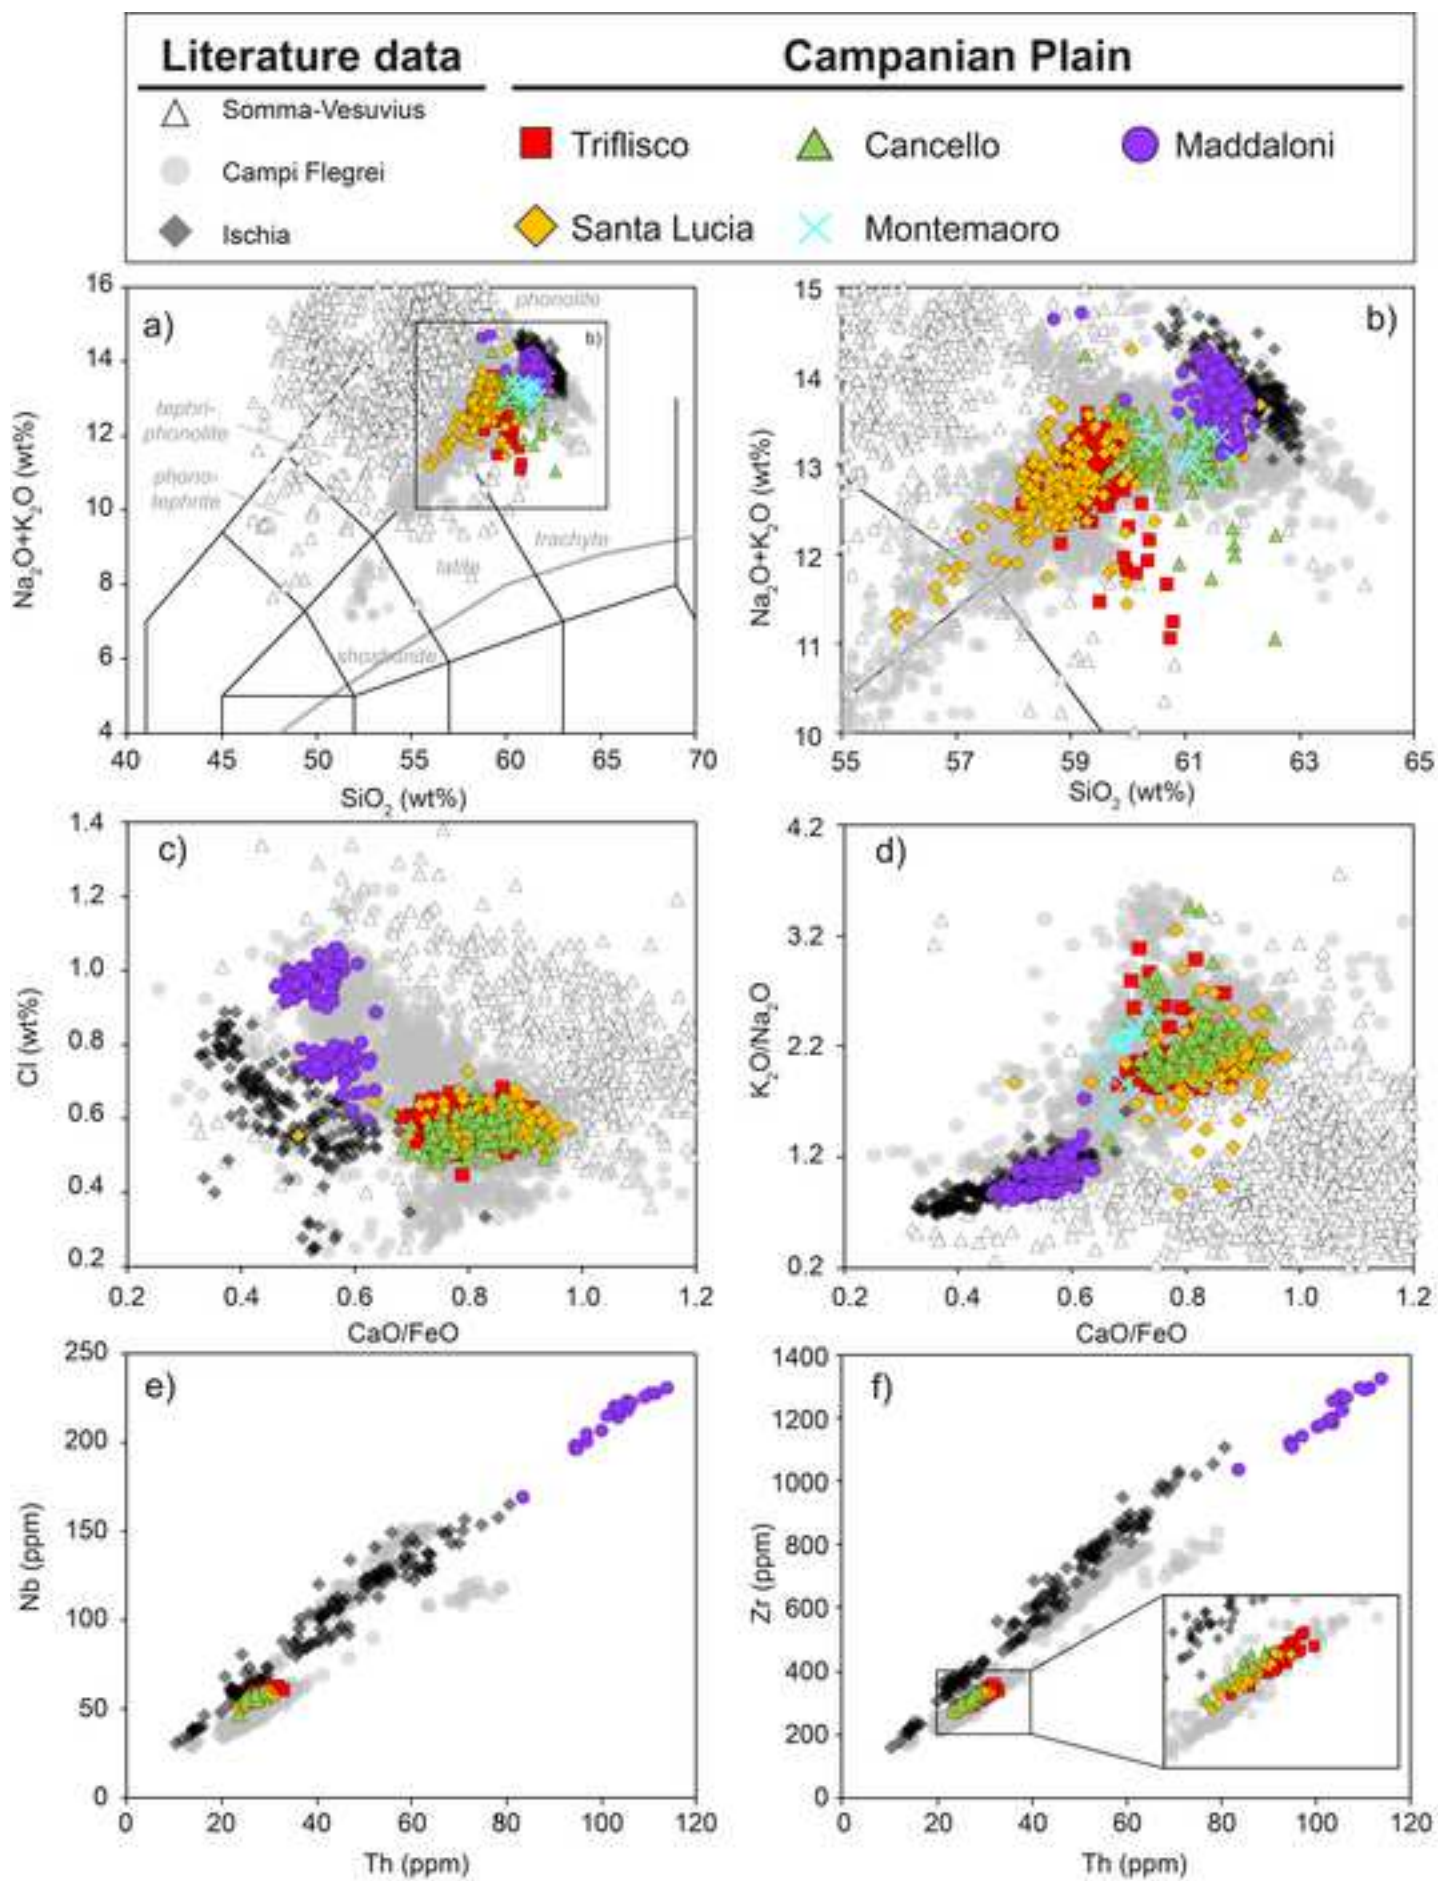 Literature data Campanian Plain
Somma-Vesuvius
Campi Flegrei
Ischia
Triflisco
Cancello
Maddaloni
Santa Lucia
Montemaoro
a)
16
14
12
10
8
6
4
Na2O+K2O (wt%)
phonolite
b)
tephri-
phonolite
phono-
tephrite
trachyte
latite
shoshonite
40 45 50 55 60 65 70
SiO2 (wt%)
b)
15
14
13
12
11
10
Na2O+K2O (wt%)
55 57 59 61 63 65
SiO2 (wt%)
c)
1.4
1.2
1.0
0.8
0.6
0.4
0.2
Cl (wt%)
0.2 0.4 0.6 0.8 1.0 1.2
CaO/FeO
d)
4.2
3.2
2.2
1.2
0.2
K2O/Na2O
0.2 0.4 0.6 0.8 1.0 1.2
CaO/FeO
e)
250
200
150
100
50
0
Nb (ppm)
0 20 40 60 80 100 120
Th (ppm)
f)
1400
1200
1000
800
600
400
200
0
Zr (ppm)
0 20 40 60 80 100 120
Th (ppm)